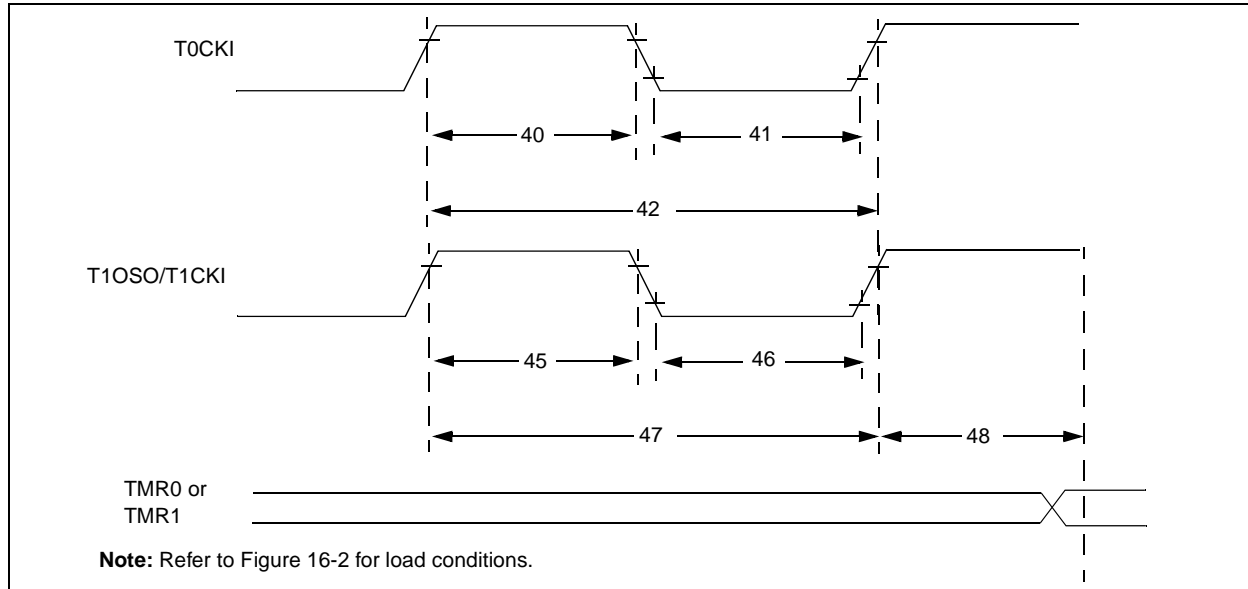 T0CKI
40
41
42
T1OSO/T1CKI
45
46
47
48
TMR0 or
TMR1
Note: Refer to Figure 16-2 for load conditions.